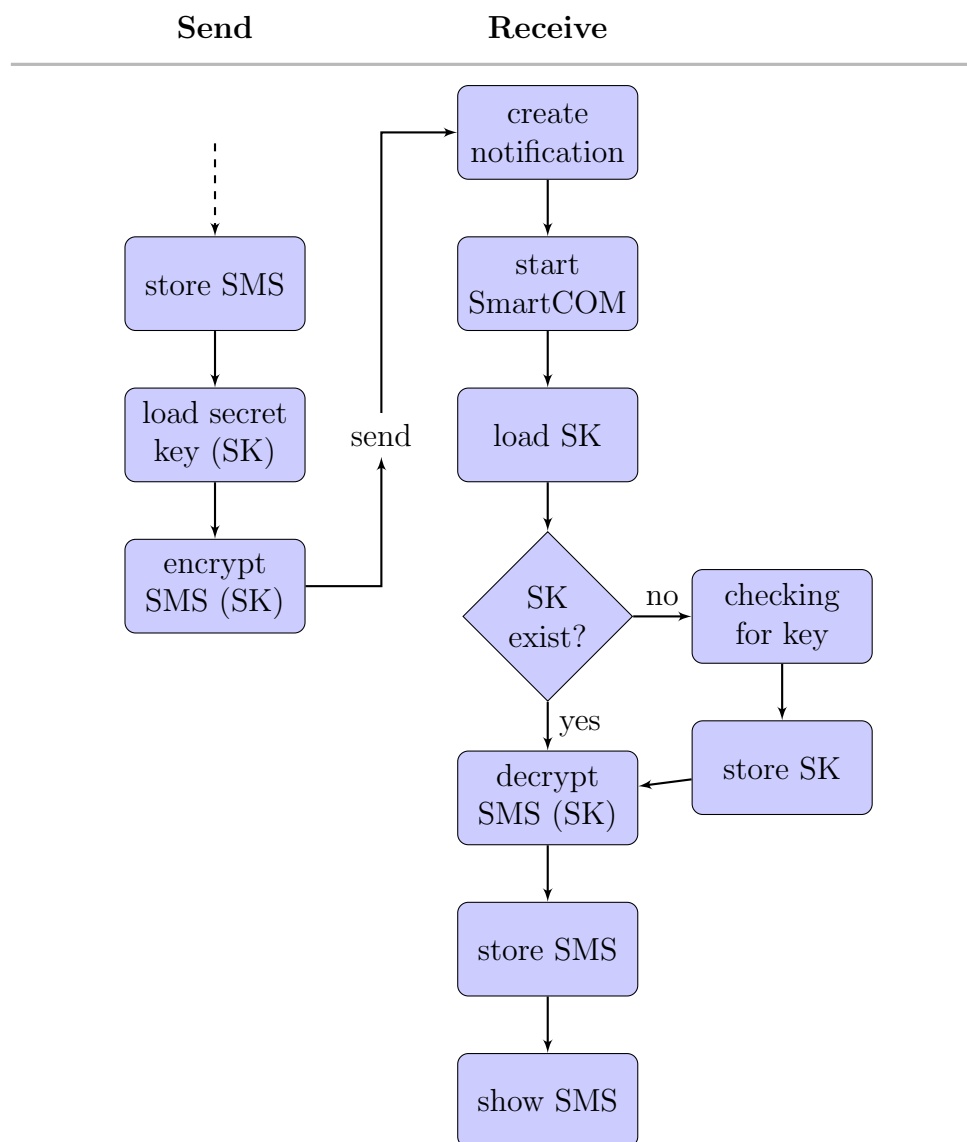 Send
Receive
store SMS
load secret
key (SK)
encrypt
SMS (SK)
send
create
notification
start
SmartCOM
load SK
SK
exist?
no
checking
for key
store SK
yes
decrypt
SMS (SK)
store SMS
show SMS